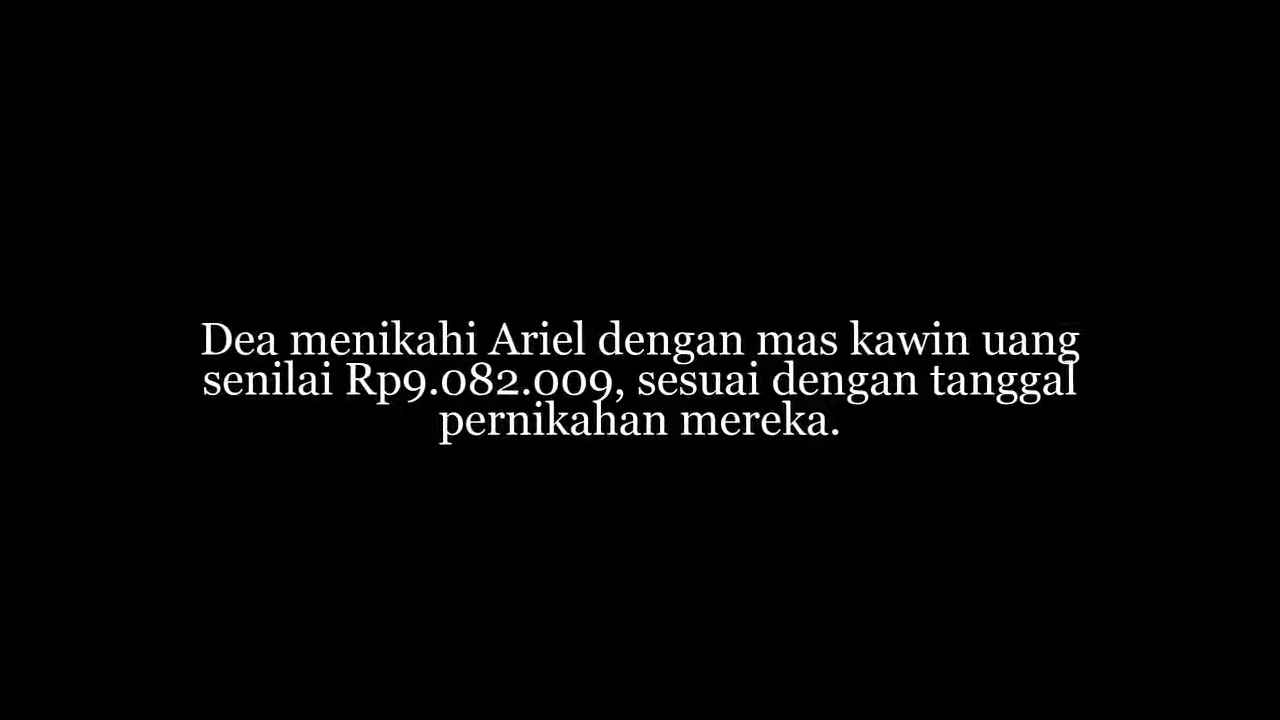 Dea menikahi Ariel dengan mas kawin uang
senilai Rp9.082.009, sesuai dengan tanggal
pernikahan mereka.